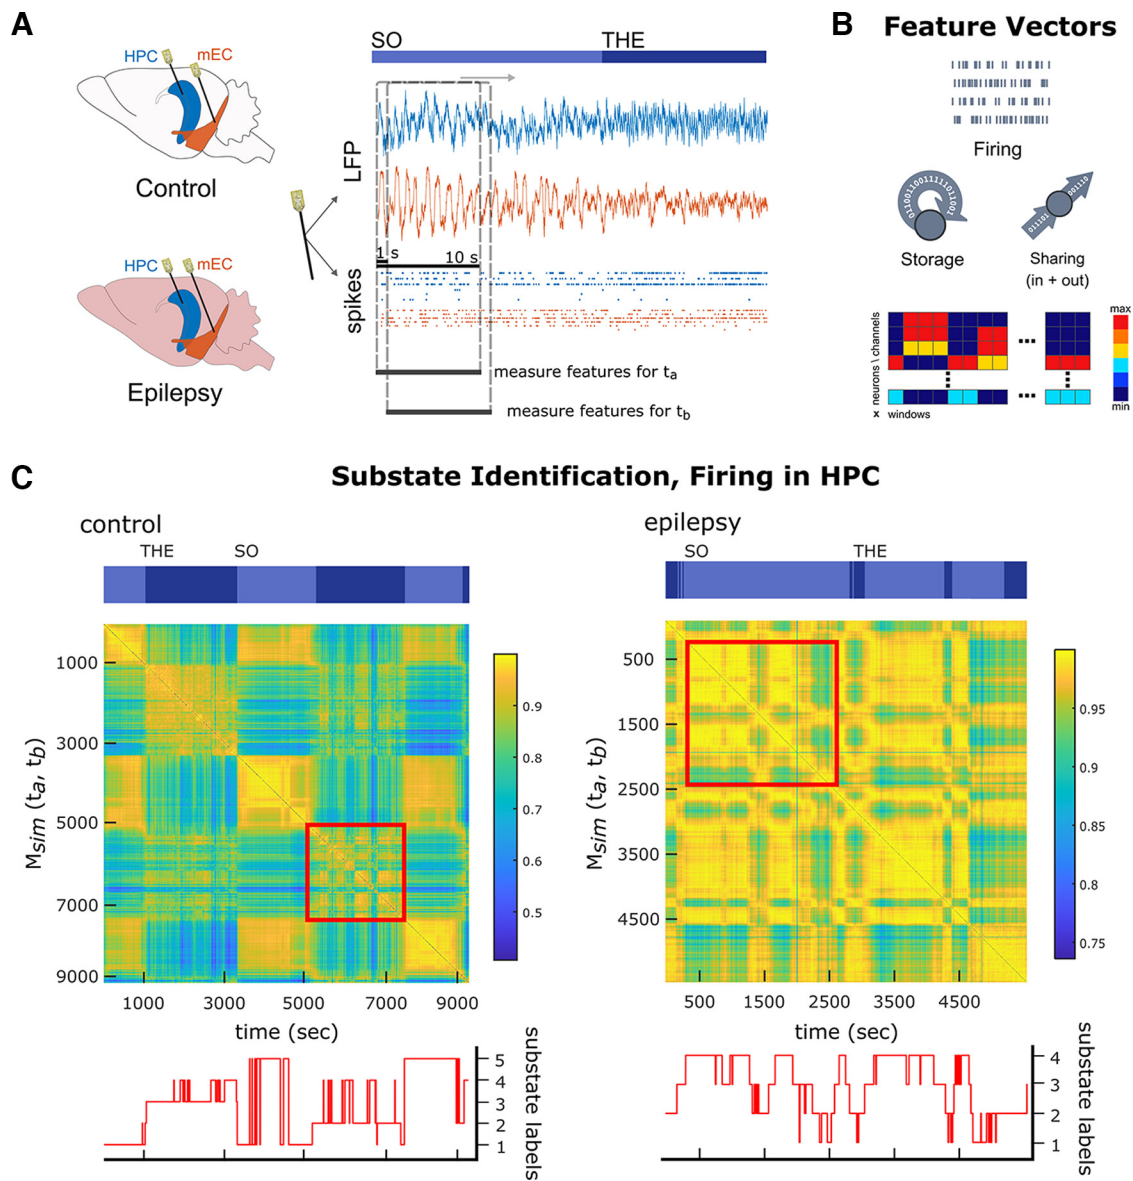 A
SO
THE
HPC
mEC
Control
LFP
1 s
10 s
spikes
HPC
mEC
Epilepsy
measure features for ta
measure features for tb
B
Feature Vectors
Firing
01100110011111011001
Storage
011101
001110
Sharing
(in + out)
neurons \ channels
x windows
max
min
C
Substate Identification, Firing in HPC
control
THE
SO
1000
3000
5000
7000
9000
Msim (ta, tb)
1000
3000
5000
7000
9000
time (sec)
0.9
0.8
0.7
0.6
0.5
5
4
3
2
1
substate labels
epilepsy
SO
THE
500
1500
2500
3500
4500
Msim (ta, tb)
500
1500
2500
3500
4500
time (sec)
0.95
0.9
0.85
0.8
0.75
4
3
2
1
substate labels